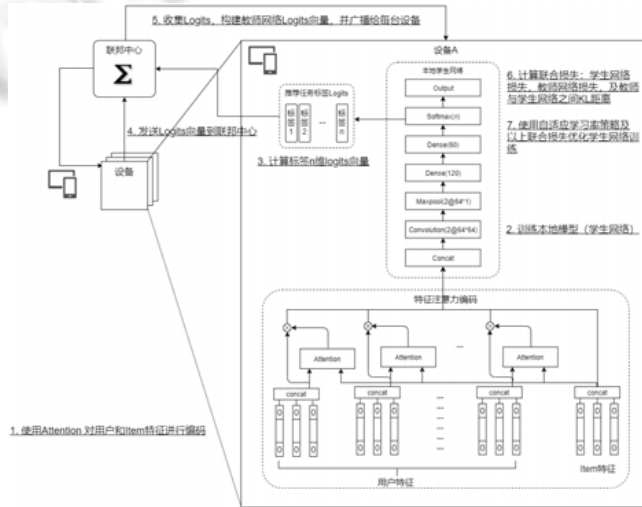 5. 收集Logits，构建教师网络Logits向量，并广播给每台设备
联邦中心
Σ
设备
4. 发送Logits向量到联邦中心
设备A
推荐任务标签Logits
标签1
标签2
...
标签n
3. 计算标签n维logits向量
本地学生网络
Output
Softmax(n)
Dense(60)
Dense(120)
Maxpool(2@64*1)
Convolution(2@64*64)
Concat
6. 计算联合损失：学生网络
损失、教师网络损失、及教师
与学生网络之间KL距离
7. 使用自适应学习率策略及
以上联合损失优化学生网络训
练
2. 训练本地模型（学生网络）
特征注意力编码
Attention
Attention
...
Attention
concat
concat
concat
concat
用户特征
Item特征
1. 使用Attention 对用户和Item特征进行编码